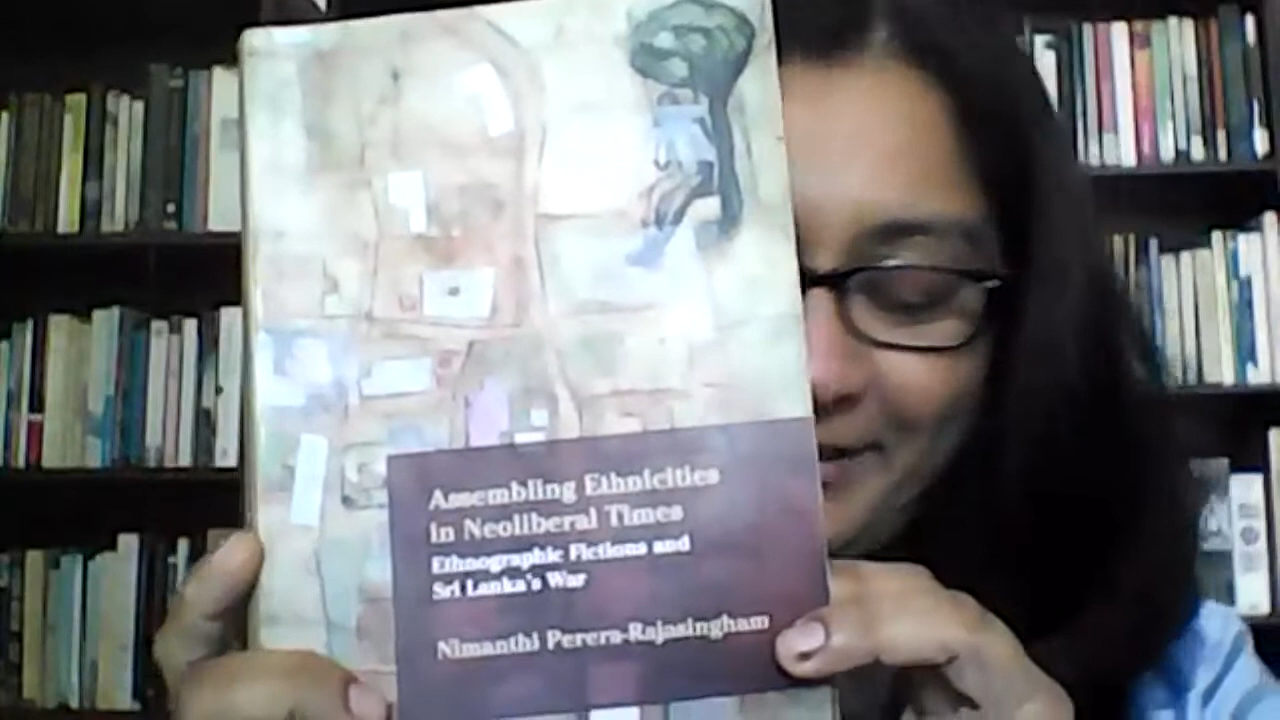 Assembling Ethnicities
in Neoliberal Times
Ethnographic Fictions and
Sri Lanka's War
Nimanthi Perera-Rajasingham